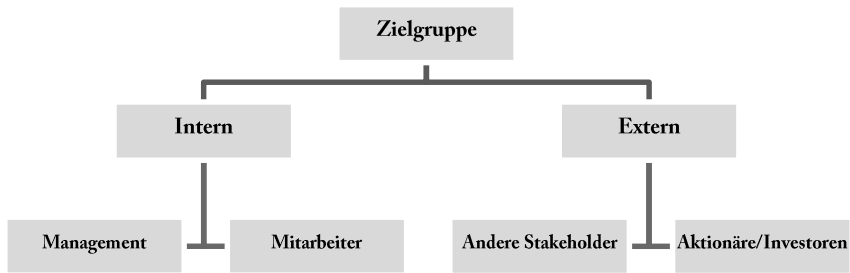 Zielgruppe
Intern
Extern
Management
Mitarbeiter
Andere Stakeholder
Aktionäre/Investoren